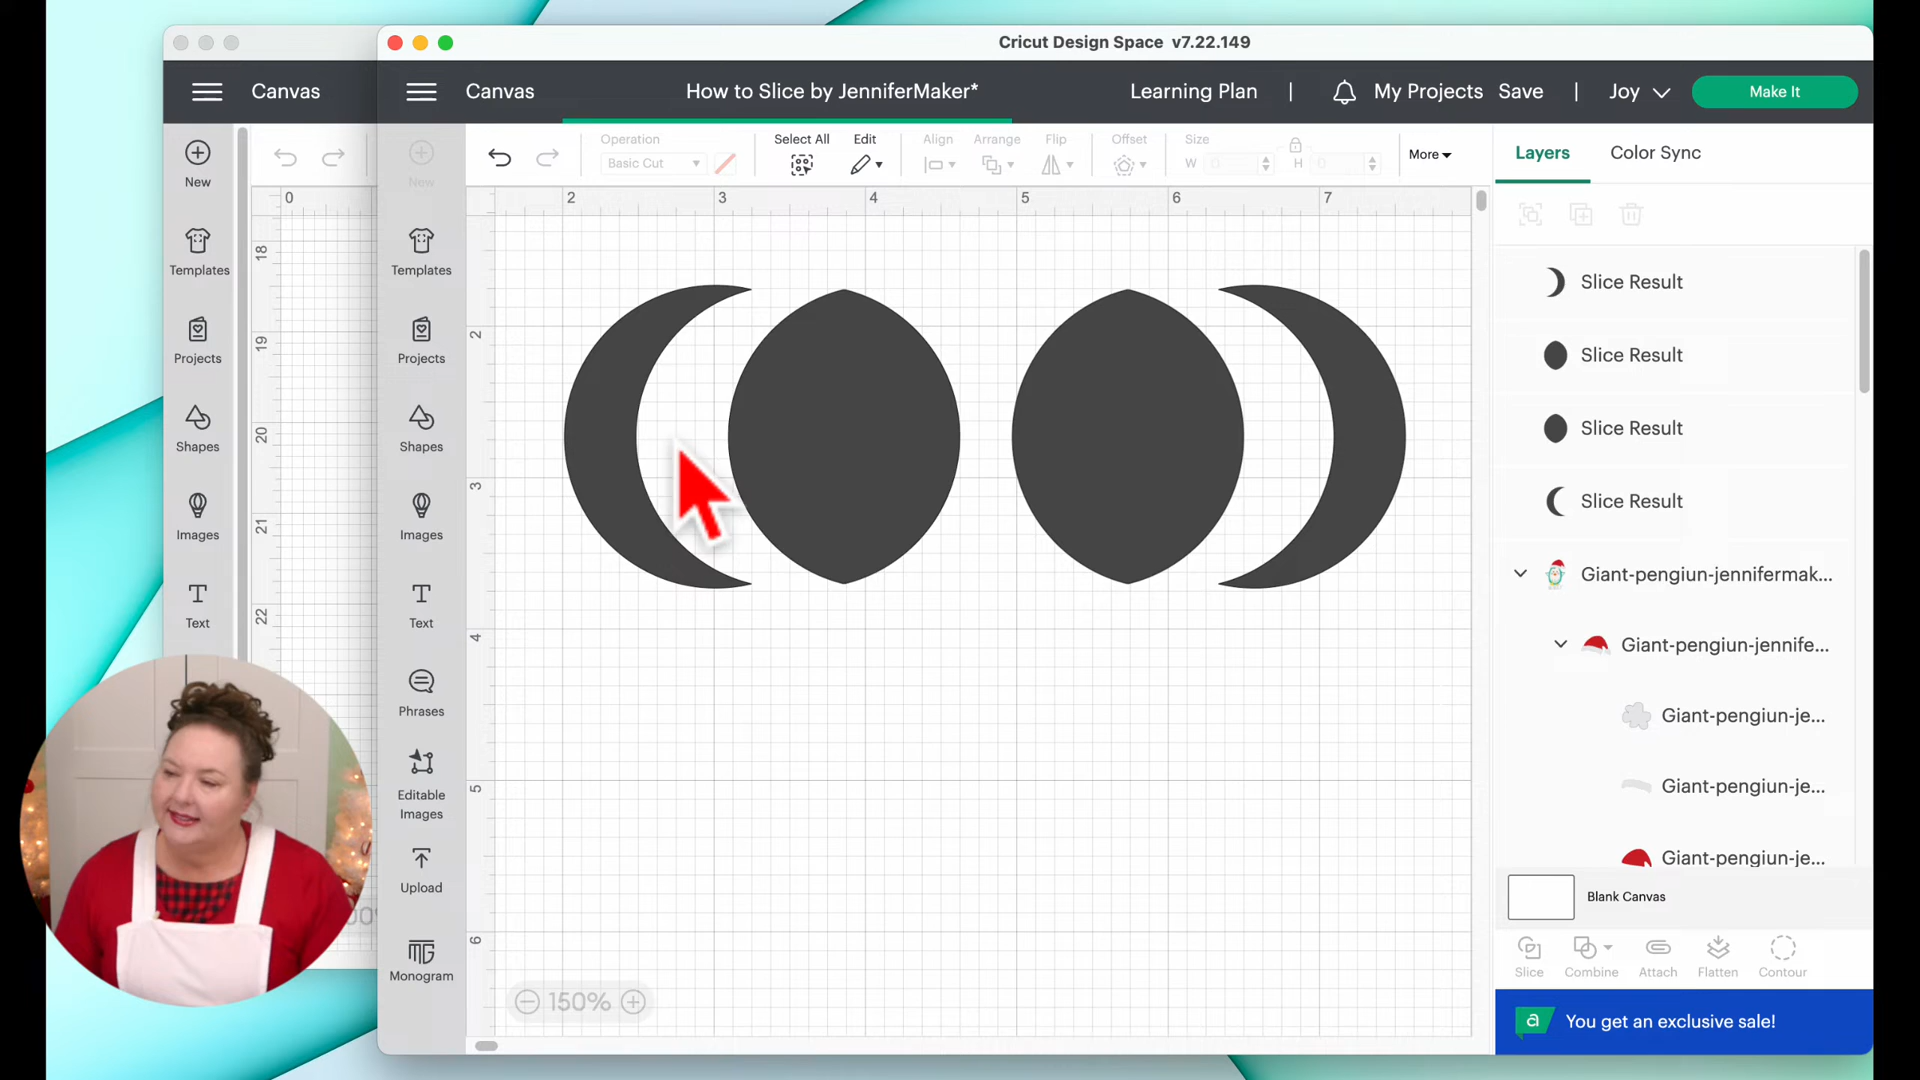 Cricut Design Space v7.22.149
Canvas
Canvas
How to Slice by JenniferMaker*
Learning Plan
|
My Projects
Save
|
Joy
Make It
New
Templates
Projects
Shapes
Images
Text
0
18
19
20
21
22
New
Templates
Projects
Shapes
Images
Text
Phrases
Editable
Images
Upload
Monogram
Operation
Basic Cut
Select All
Edit
Align
Arrange
Flip
Offset
Size
W 0
H 0
More
2 3 4 5 6 7
2
3
4
5
6
150%
Layers
Color Sync
Slice Result
Slice Result
Slice Result
Slice Result
Giant-pengiun-jennifermak...
Giant-pengiun-jennife...
Giant-pengiun-je...
Giant-pengiun-je...
Giant-pengiun-je...
Blank Canvas
Slice
Combine
Attach
Flatten
Contour
a
You get an exclusive sale!